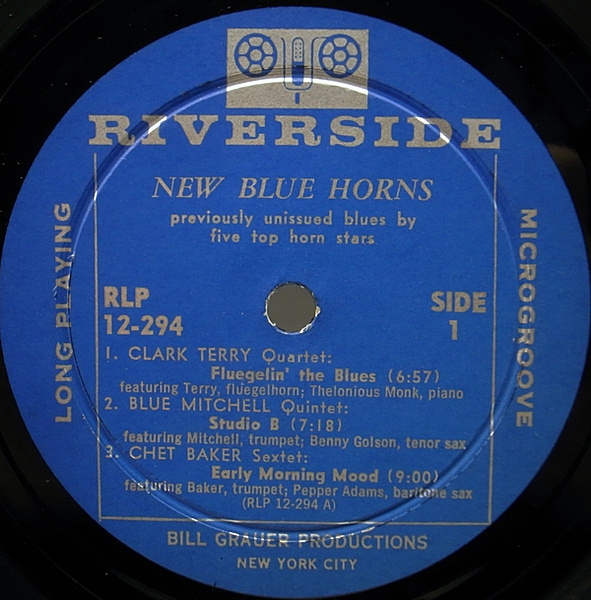 RIVERSIDE
NEW BLUE HORNS
previously unissued blues by
five top horn stars
LONG PLAYING
MICROGROOVE
RLP
12-294
SIDE
1
1. CLARK TERRY Quartet:
Fluegelin' the Blues (6:57)
featuring Terry, fluegelhorn; Thelonious Monk, piano
2. BLUE MITCHELL Quintet:
Studio B (7:18)
featuring Mitchell, trumpet; Benny Golson, tenor sax
3. CHET BAKER Sextet:
Early Morning Mood (9:00)
featuring Baker, trumpet; Pepper Adams, baritone sax
(RLP 12-294 A)
BILL GRAUER PRODUCTIONS
NEW YORK CITY